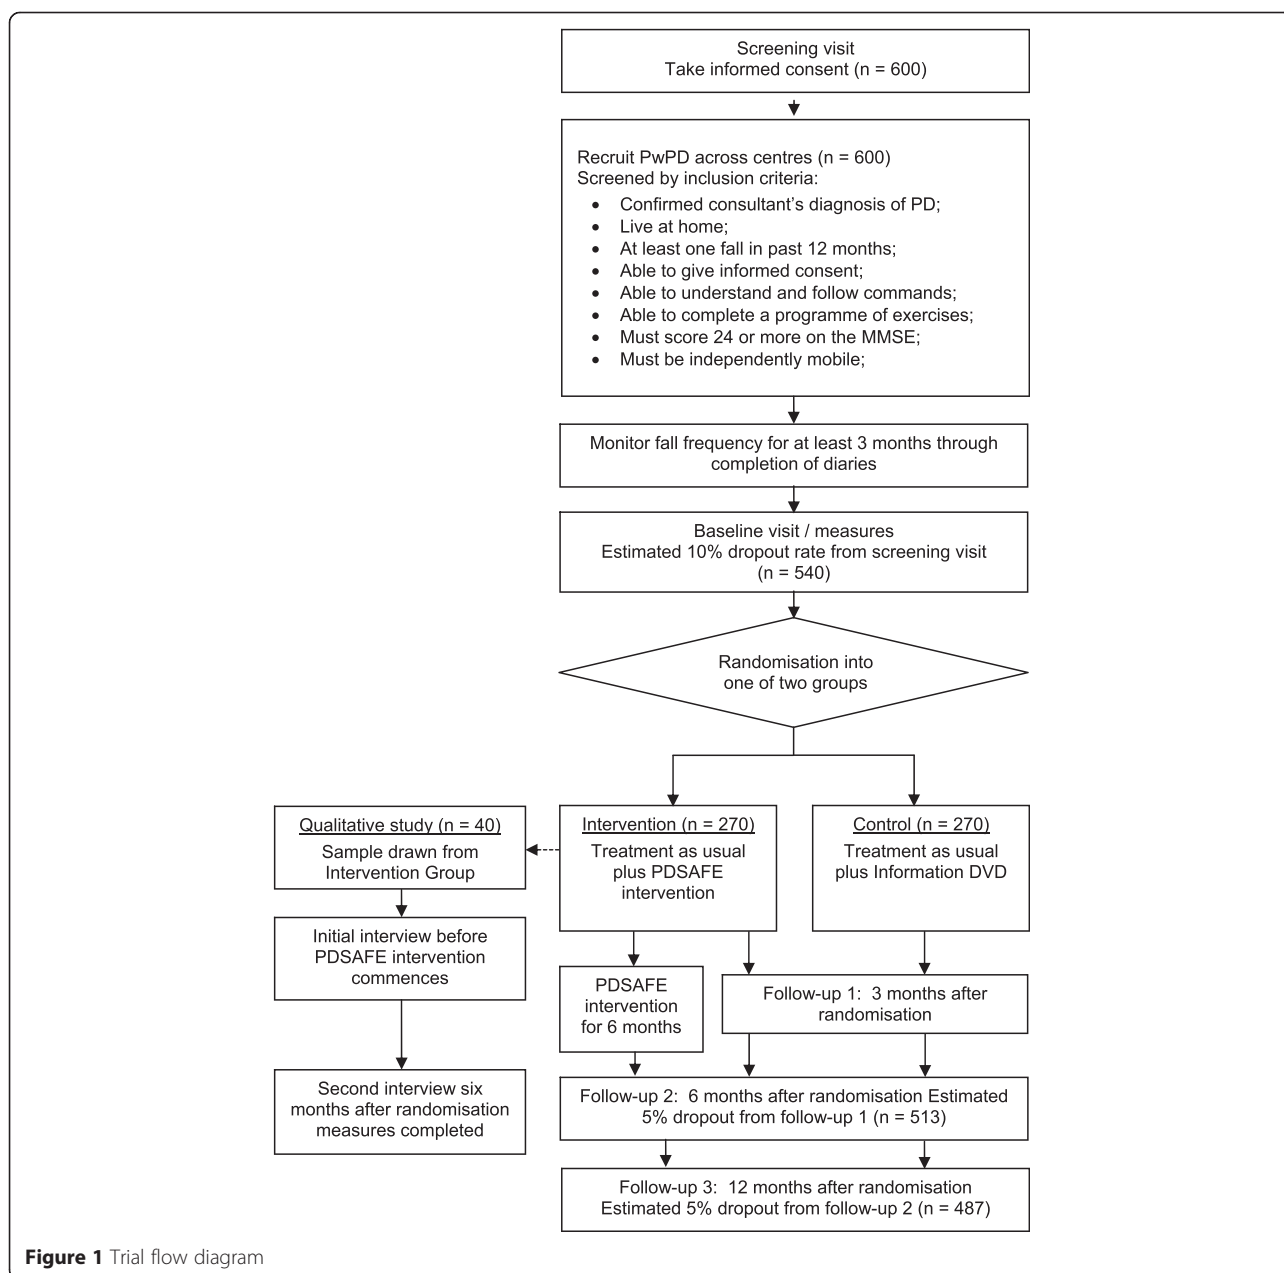 Screening visit
Take informed consent (n = 600)
Recruit PwPD across centres (n = 600)
Screened by inclusion criteria:
• Confirmed consultant's diagnosis of PD;
• Live at home;
• At least one fall in past 12 months;
• Able to give informed consent;
• Able to understand and follow commands;
• Able to complete a programme of exercises;
• Must score 24 or more on the MMSE;
• Must be independently mobile;
Monitor fall frequency for at least 3 months through
completion of diaries
Baseline visit / measures
Estimated 10% dropout rate from screening visit
(n = 540)
Randomisation into
one of two groups
Qualitative study (n = 40)
Sample drawn from
Intervention Group
Intervention (n = 270)
Treatment as usual
plus PDSAFE
intervention
Control (n = 270)
Treatment as usual
plus Information DVD
Initial interview before
PDSAFE intervention
commences
PDSAFE
intervention
for 6 months
Follow-up 1: 3 months after
randomisation
Second interview six
months after randomisation
measures completed
Follow-up 2: 6 months after randomisation Estimated
5% dropout from follow-up 1 (n = 513)
Follow-up 3: 12 months after randomisation
Estimated 5% dropout from follow-up 2 (n = 487)
Figure 1 Trial flow diagram